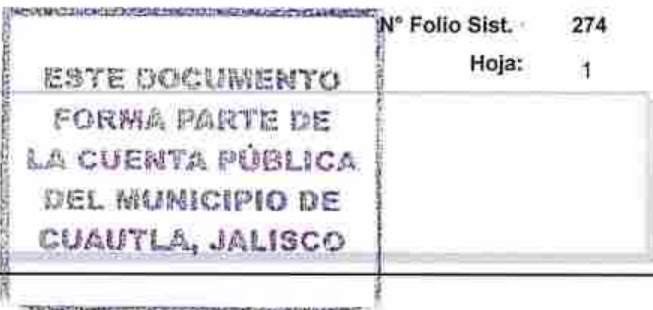 N° Folio Sist. 274
Hoja: 1
ESTE DOCUMENTO
FORMA PARTE DE
LA CUENTA PÚBLICA
DEL MUNICIPIO DE
CUAUTLA, JALISCO